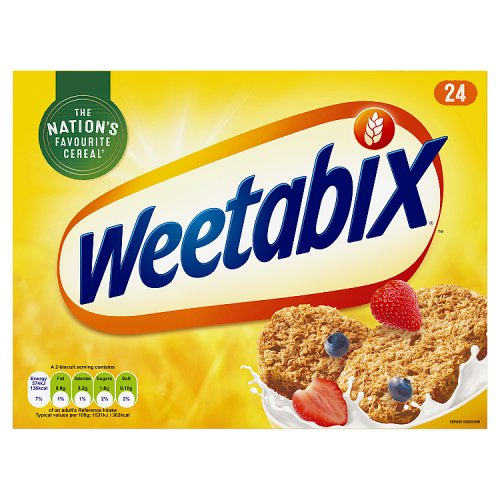 THE
NATION'S
FAVOURITE
CEREAL
24
Weetabix
A 2-biscuit serving contains
Energy 574kJ 136kcal 7%
Fat 0.8g 1%
Saturates 0.2g 1%
Sugars 1.6g 2%
Salt 0.10g 2%
of an adult's Reference Intake
Typical values per 100g: 1531kJ / 362kcal
SERVING SUGGESTION